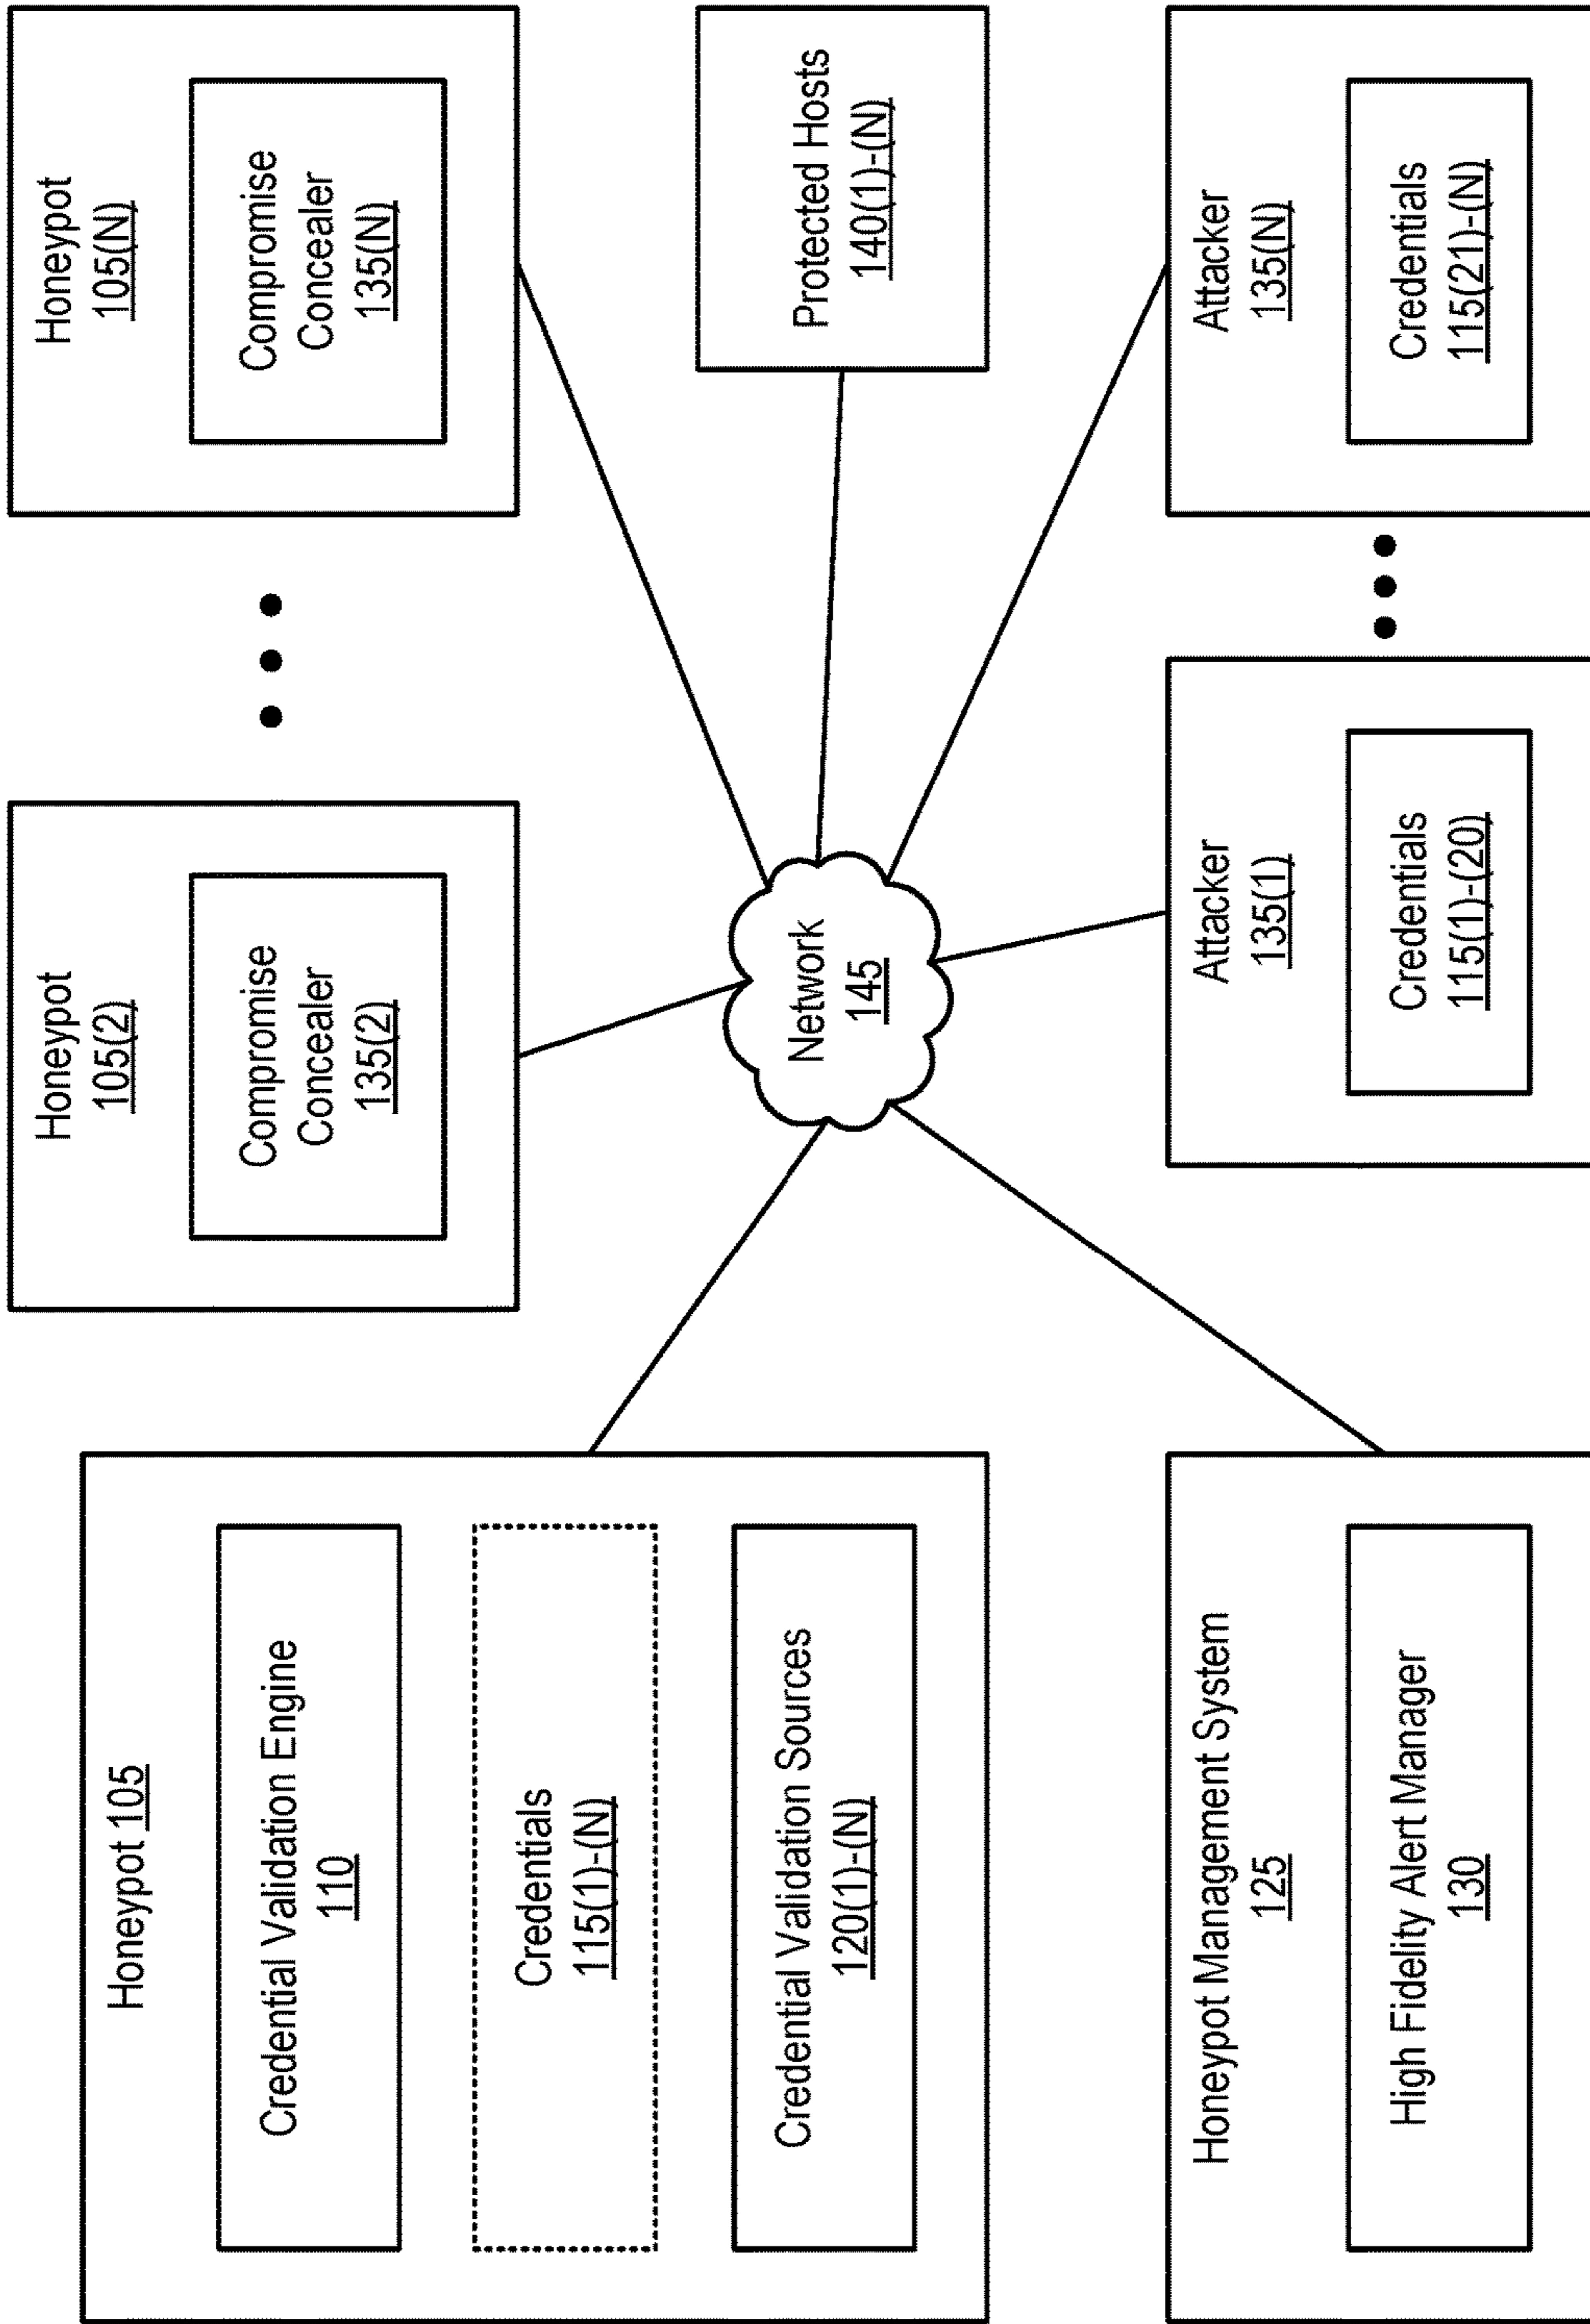 Honeypot 105
Credential Validation Engine
110
Credentials
115(1)-(N)
Credential Validation Sources
120(1)-(N)
Honeypot
105(2)
Compromise
Concealer
135(2)
Honeypot
105(N)
Compromise
Concealer
135(N)
Network
145
Protected Hosts
140(1)-(N)
Honeypot Management System
125
High Fidelity Alert Manager
130
Attacker
135(1)
Credentials
115(1)-(20)
Attacker
135(N)
Credentials
115(21)-(N)